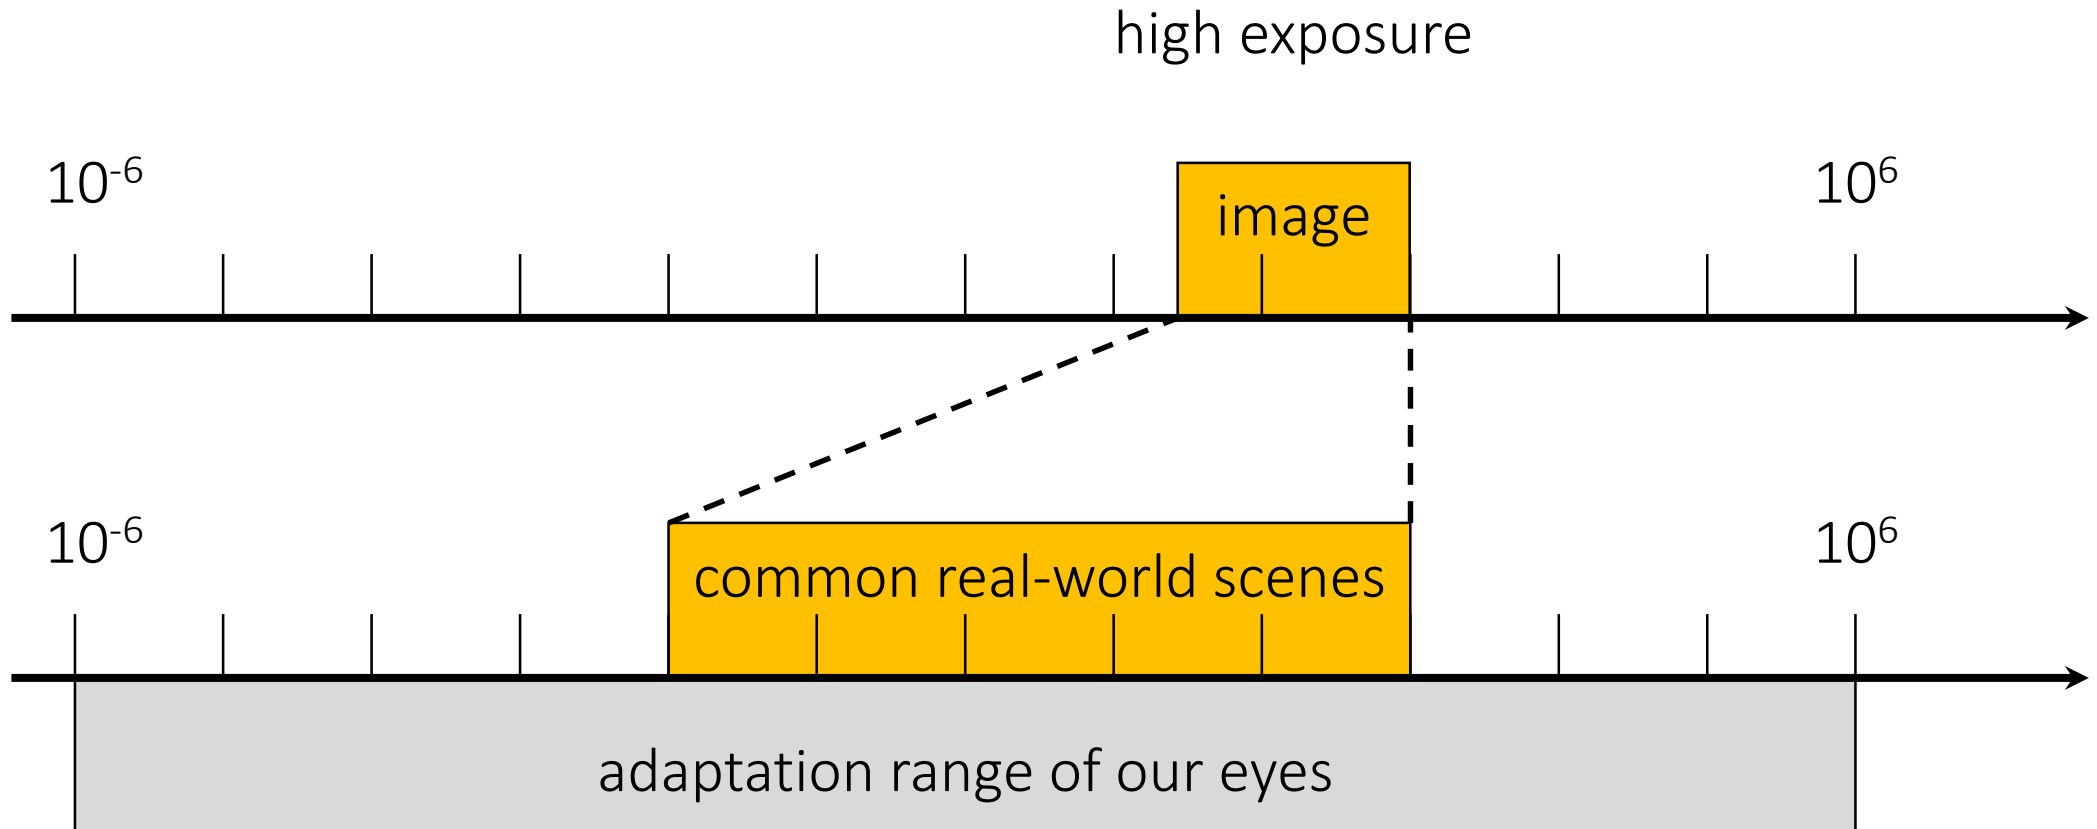 high exposure
10⁻⁶
10⁶
image
10⁻⁶
10⁶
common real-world scenes
adaptation range of our eyes